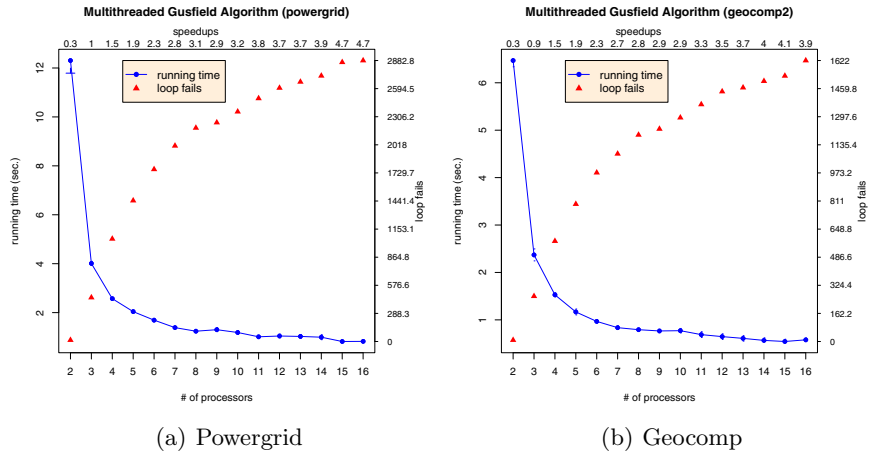 Multithreaded Gusfield Algorithm (powergrid)
speedups
0.3 1 1.5 1.9 2.3 2.8 3.1 2.9 3.2 3.8 3.7 3.7 3.9 4.7 4.7
running time
loop fails
running time (sec.)
12
10
8
6
4
2
loop fails
2882.8
2594.5
2306.2
2018
1729.7
1441.4
1153.1
864.8
576.6
288.3
0
2 3 4 5 6 7 8 9 10 11 12 13 14 15 16
# of processors
(a) Powergrid
Multithreaded Gusfield Algorithm (geocomp2)
speedups
0.3 0.9 1.5 1.9 2.3 2.7 2.8 2.9 2.9 3.3 3.5 3.7 4 4.1 3.9
running time
loop fails
running time (sec.)
6
5
4
3
2
1
loop fails
1622
1459.8
1297.6
1135.4
973.2
811
648.8
486.6
324.4
162.2
0
2 3 4 5 6 7 8 9 10 11 12 13 14 15 16
# of processors
(b) Geocomp